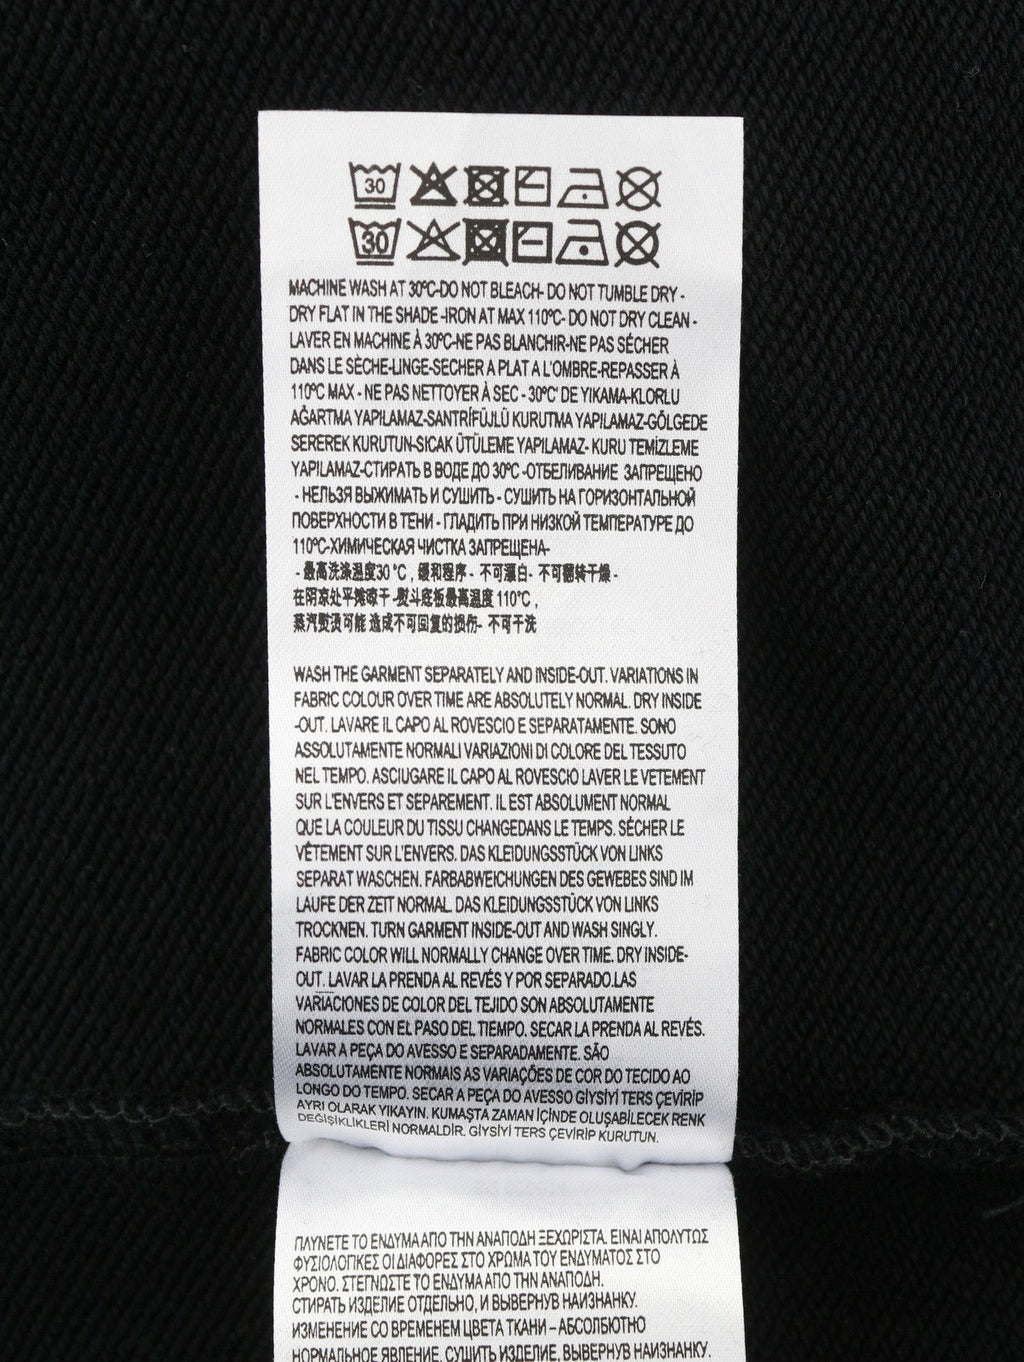 30
30
MACHINE WASH AT 30°C-DO NOT BLEACH- DO NOT TUMBLE DRY -
DRY FLAT IN THE SHADE -IRON AT MAX 110°C- DO NOT DRY CLEAN -
LAVER EN MACHINE À 30°C-NE PAS BLANCHIR-NE PAS SÉCHER
DANS LE SÈCHE-LINGE-SECHER A PLAT A L'OMBRE-REPASSER À
110°C MAX - NE PAS NETTOYER À SEC - 30°C' DE YIKAMA-KLORLU
AĞARTMA YAPILAMAZ-SANTRİFÜJLÜ KURUTMA YAPILAMAZ-GÖLGEDE
SEREREK KURUTUN-SICAK ÜTÜLEME YAPILAMAZ- KURU TEMİZLEME
YAPILAMAZ-СТИРАТЬ В ВОДЕ ДО 30°C -ОТБЕЛИВАНИЕ ЗАПРЕЩЕНО
- НЕЛЬЗЯ ВЫЖИМАТЬ И СУШИТЬ - СУШИТЬ НА ГОРИЗОНТАЛЬНОЙ
ПОВЕРХНОСТИ В ТЕНИ - ГЛАДИТЬ ПРИ НИЗКОЙ ТЕМПЕРАТУРЕ ДО
110°C-ХИМИЧЕСКАЯ ЧИСТКА ЗАПРЕЩЕНА-
- 最高洗涤温度30 °C , 缓和程序 - 不可漂白- 不可翻转干燥 -
在阴凉处平摊晾干 -熨斗底板最高温度 110°C ,
蒸汽熨烫可能 造成不可回复的损伤- 不可干洗
WASH THE GARMENT SEPARATELY AND INSIDE-OUT. VARIATIONS IN
FABRIC COLOUR OVER TIME ARE ABSOLUTELY NORMAL. DRY INSIDE
-OUT. LAVARE IL CAPO AL ROVESCIO E SEPARATAMENTE. SONO
ASSOLUTAMENTE NORMALI VARIAZIONI DI COLORE DEL TESSUTO
NEL TEMPO. ASCIUGARE IL CAPO AL ROVESCIO LAVER LE VETEMENT
SUR L'ENVERS ET SEPAREMENT. IL EST ABSOLUMENT NORMAL
QUE LA COULEUR DU TISSU CHANGEDANS LE TEMPS. SÉCHER LE
VÊTEMENT SUR L'ENVERS. DAS KLEIDUNGSSTÜCK VON LINKS
SEPARAT WASCHEN. FARBABWEICHUNGEN DES GEWEBES SIND IM
LAUFE DER ZEIT NORMAL. DAS KLEIDUNGSSTÜCK VON LINKS
TROCKNEN. TURN GARMENT INSIDE-OUT AND WASH SINGLY.
FABRIC COLOR WILL NORMALLY CHANGE OVER TIME. DRY INSIDE-
OUT. LAVAR LA PRENDA AL REVÉS Y POR SEPARADO.LAS
VARIACIONES DE COLOR DEL TEJIDO SON ABSOLUTAMENTE
NORMALES CON EL PASO DEL TIEMPO. SECAR LA PRENDA AL REVÉS.
LAVAR A PEÇA DO AVESSO E SEPARADAMENTE. SÃO
ABSOLUTAMENTE NORMAIS AS VARIAÇÕES DE COR DO TECIDO AO
LONGO DO TEMPO. SECAR A PEÇA DO AVESSO GİYSİYİ TERS ÇEVİRİP
AYRI OLARAK YIKAYIN. KUMAŞTA ZAMAN İÇİNDE OLUŞABİLECEK RENK
DEĞİŞİKLİKLERİ NORMALDİR. GİYSİYİ TERS ÇEVİRİP KURUTUN.
ΠΛΥΝΕΤΕ ΤΟ ΕΝΔΥΜΑ ΑΠΟ ΤΗΝ ΑΝΑΠΟΔΗ ΞΕΧΩΡΙΣΤΑ. ΕΙΝΑΙ ΑΠΟΛΥΤΩΣ
ΦΥΣΙΟΛΟΓΙΚΕΣ ΟΙ ΔΙΑΦΟΡΕΣ ΣΤΟ ΧΡΩΜΑ ΤΟΥ ΕΝΔΥΜΑΤΟΣ ΣΤΟ
ΧΡΟΝΟ. ΣΤΕΓΝΩΣΤΕ ΤΟ ΕΝΔΥΜΑ ΑΠΟ ΤΗΝ ΑΝΑΠΟΔΗ.
СТИРАТЬ ИЗДЕЛИЕ ОТДЕЛЬНО, И ВЫВЕРНУВ НАИЗНАНКУ.
ИЗМЕНЕНИЕ СО ВРЕМЕНЕМ ЦВЕТА ТКАНИ – АБСОЛЮТНО
НОРМАЛЬНОЕ ЯВЛЕНИЕ. СУШИТЬ ИЗДЕЛИЕ, ВЫВЕРНУВ НАИЗНАНКУ.